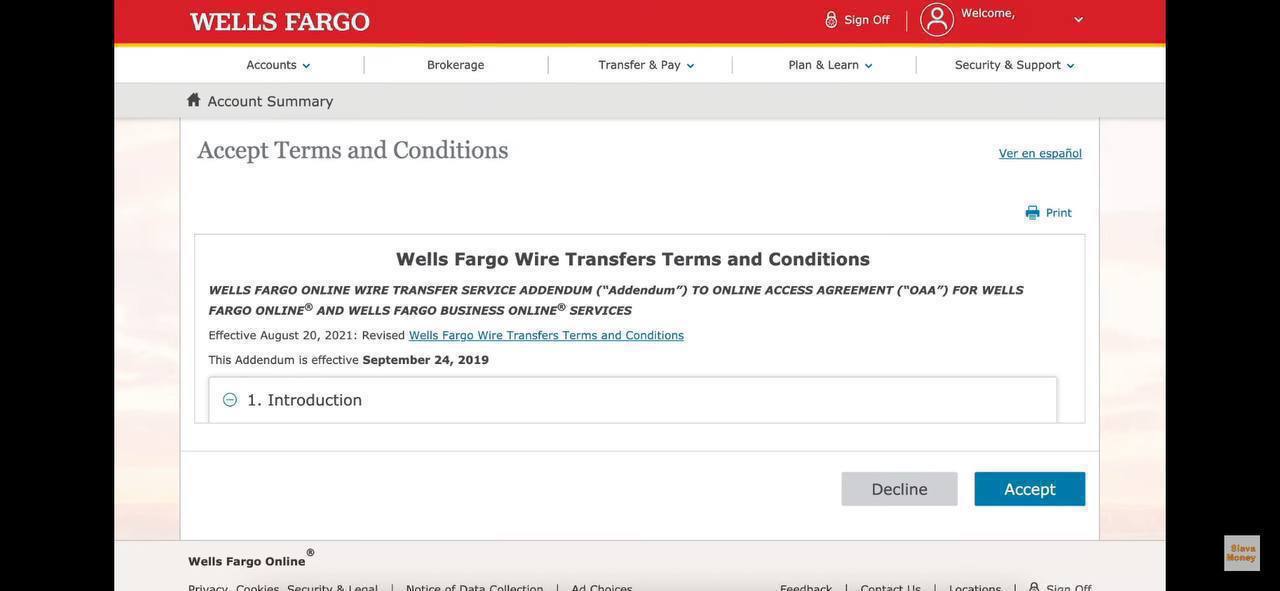 WELLS FARGO
Sign Off
Welcome,
Accounts
Brokerage
Transfer & Pay
Plan & Learn
Security & Support
Account Summary
Accept Terms and Conditions
Ver en español
Print
Wells Fargo Wire Transfers Terms and Conditions
WELLS FARGO ONLINE WIRE TRANSFER SERVICE ADDENDUM (“Addendum”) TO ONLINE ACCESS AGREEMENT (“OAA”) FOR WELLS
FARGO ONLINE® AND WELLS FARGO BUSINESS ONLINE® SERVICES
Effective August 20, 2021: Revised Wells Fargo Wire Transfers Terms and Conditions
This Addendum is effective September 24, 2019
1. Introduction
Decline
Accept
Wells Fargo Online®
Privacy, Cookies, Security & Legal | Notice of Data Collection | Ad Choices
Feedback | Contact Us | Locations | Sign Off
Slava
Money